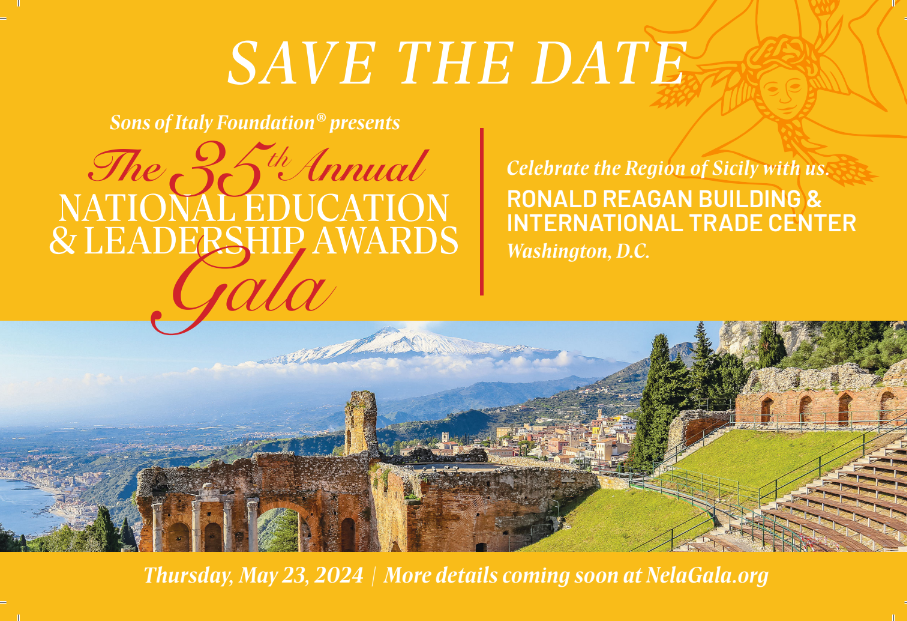 SAVE THE DATE
Sons of Italy Foundation® presents
The 35th Annual
NATIONAL EDUCATION
& LEADERSHIP AWARDS
Gala
Celebrate the Region of Sicily with us.
RONALD REAGAN BUILDING &
INTERNATIONAL TRADE CENTER
Washington, D.C.
Thursday, May 23, 2024 | More details coming soon at NelaGala.org